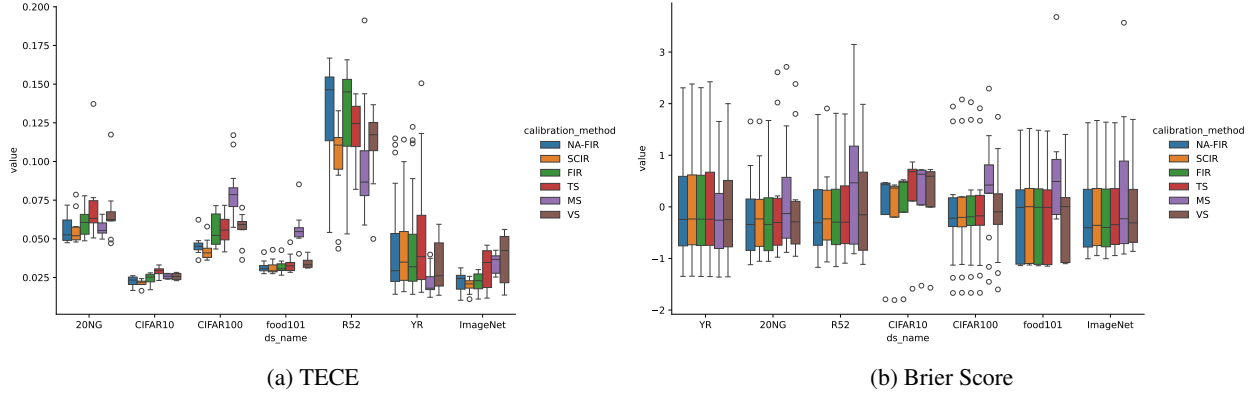 0.200
0.175
0.150
0.125
0.100
0.075
0.050
0.025
value
20NG CIFAR10 CIFAR100 food101 R52 YR ImageNet
ds_name
calibration_method
NA-FIR
SCIR
FIR
TS
MS
VS
(a) TECE
3
2
1
0
−1
−2
value
YR 20NG R52 CIFAR10 CIFAR100 food101 ImageNet
ds_name
calibration_method
NA-FIR
SCIR
FIR
TS
MS
VS
(b) Brier Score